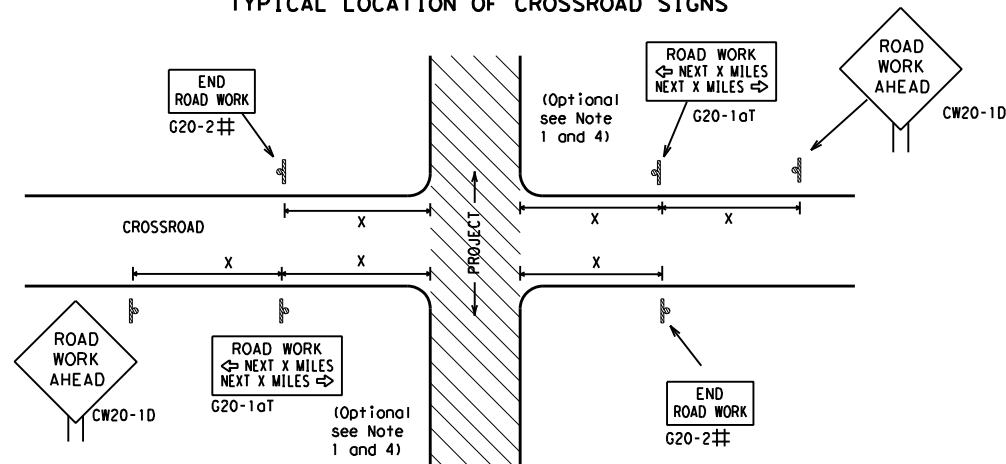 TYPICAL LOCATION OF CROSSROAD SIGNS
END
ROAD WORK
G20-2#
(Optional
see Note
1 and 4)
ROAD WORK
⇦ NEXT X MILES
NEXT X MILES ⇨
G20-1aT
ROAD
WORK
AHEAD
CW20-1D
X
X
X
CROSSROAD
PROJECT
X
X
X
ROAD
WORK
AHEAD
CW20-1D
ROAD WORK
⇦ NEXT X MILES
NEXT X MILES ⇨
G20-1aT
(Optional
see Note
1 and 4)
END
ROAD WORK
G20-2#